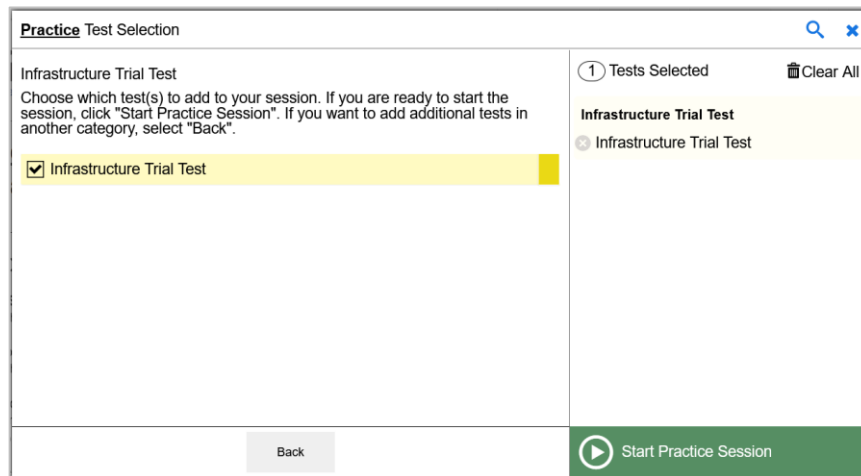 Practice Test Selection
Infrastructure Trial Test
Choose which test(s) to add to your session. If you are ready to start the
session, click "Start Practice Session". If you want to add additional tests in
another category, select "Back".
Infrastructure Trial Test
Back
1 Tests Selected
Clear All
Infrastructure Trial Test
Infrastructure Trial Test
Start Practice Session